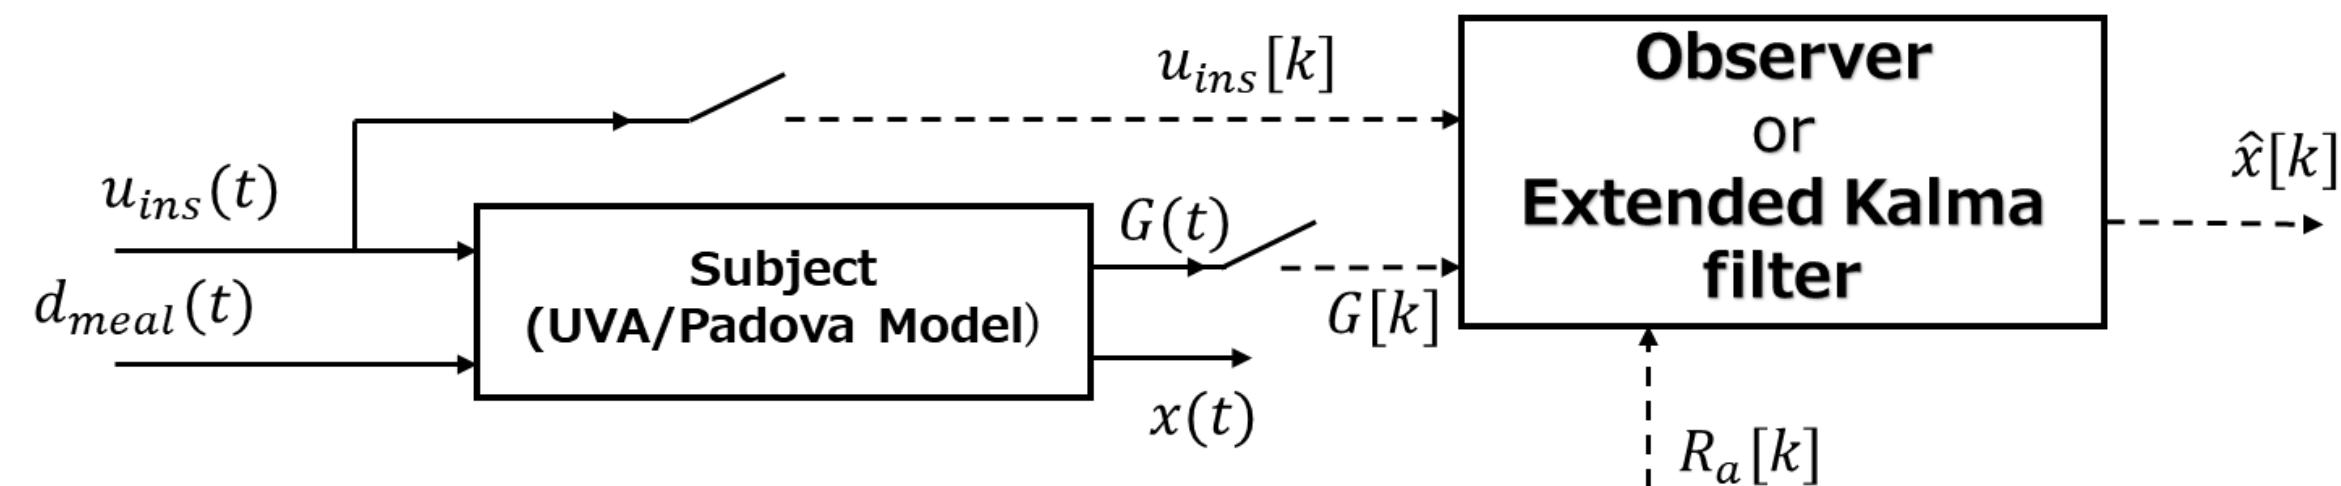 u_ins[k]
Observer
or
Extended Kalma
filter
x̂[k]
u_ins(t)
d_meal(t)
Subject
(UVA/Padova Model)
G(t)
G[k]
x(t)
R_a[k]